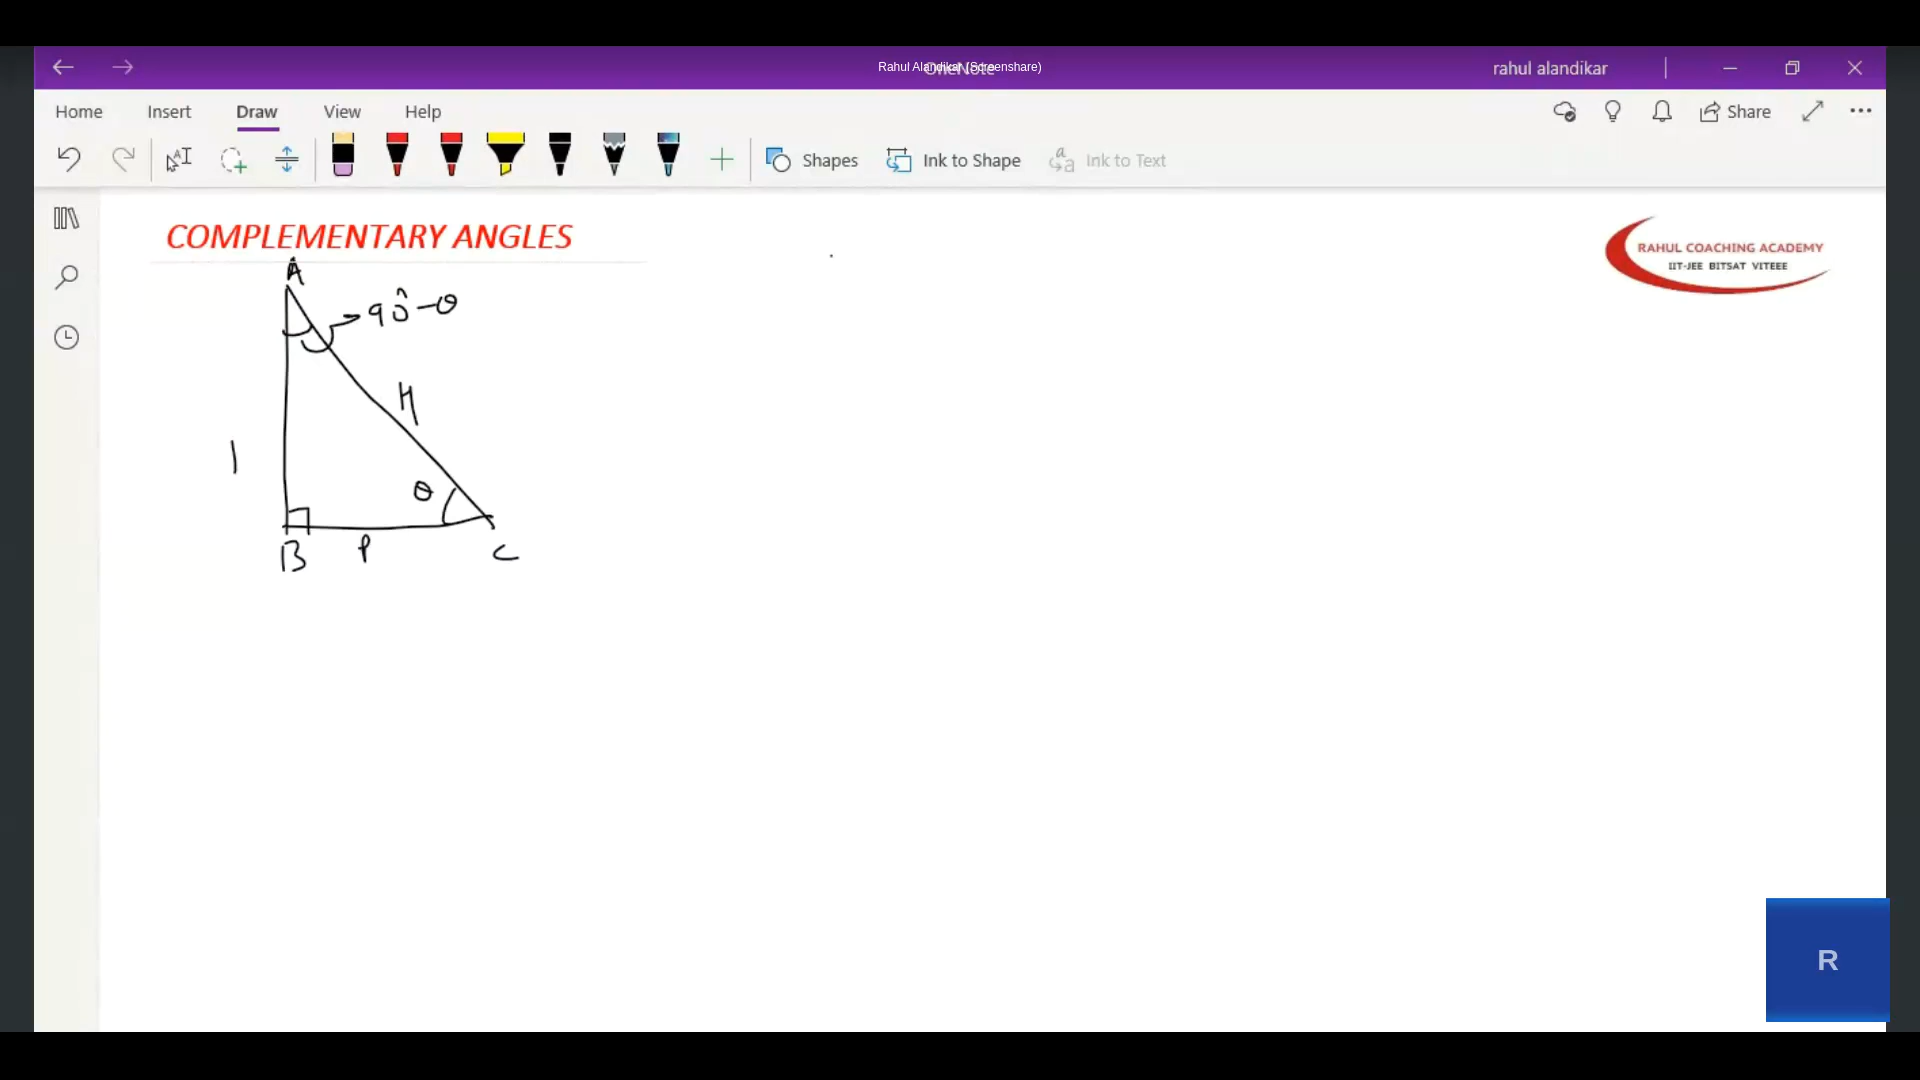 Rahul Alandikar (Screenshare)
OneNote
rahul alandikar
Home Insert Draw View Help
Share
Shapes
Ink to Shape
Ink to Text
COMPLEMENTARY ANGLES
RAHUL COACHING ACADEMY
IIT-JEE BITSAT VITEEE
A
90°-θ
H
θ
B P C
R